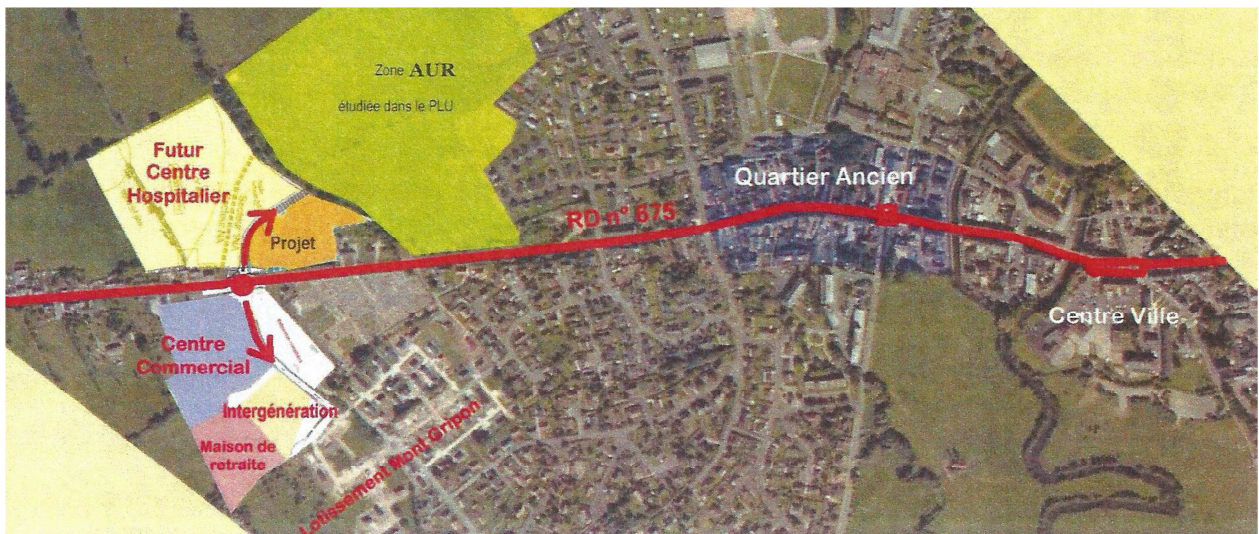 Zone AUR
étudiée dans le PLU
Futur
Centre
Hospitalier
Projet
RD n° 675
Quartier Ancien
Centre Ville
Centre
Commercial
Intergénération
Maison de
retraite
Lotissement Mont Gripon